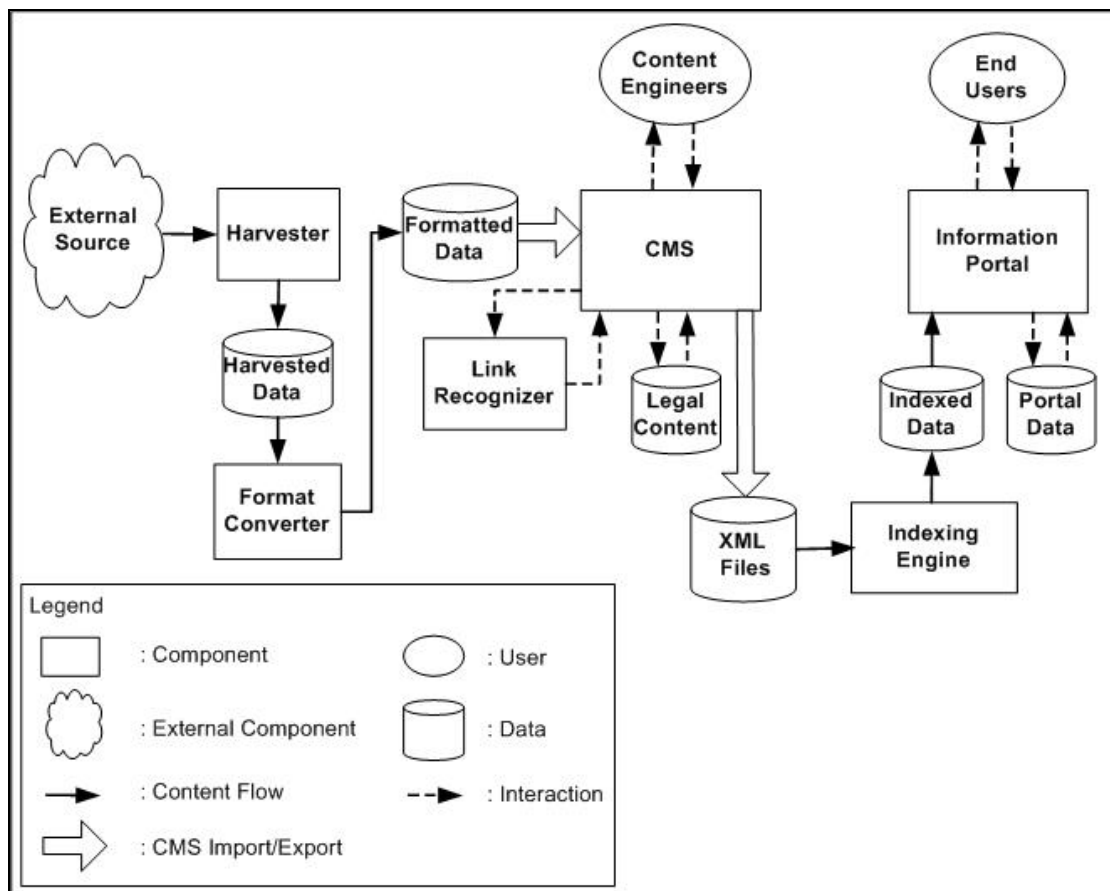 Content
Engineers
End
Users
External
Source
Harvester
Formatted
Data
CMS
Information
Portal
Harvested
Data
Link
Recognizer
Legal
Content
Indexed
Data
Portal
Data
Format
Converter
XML
Files
Indexing
Engine
Legend
: Component
: User
: External Component
: Data
: Content Flow
: Interaction
: CMS Import/Export